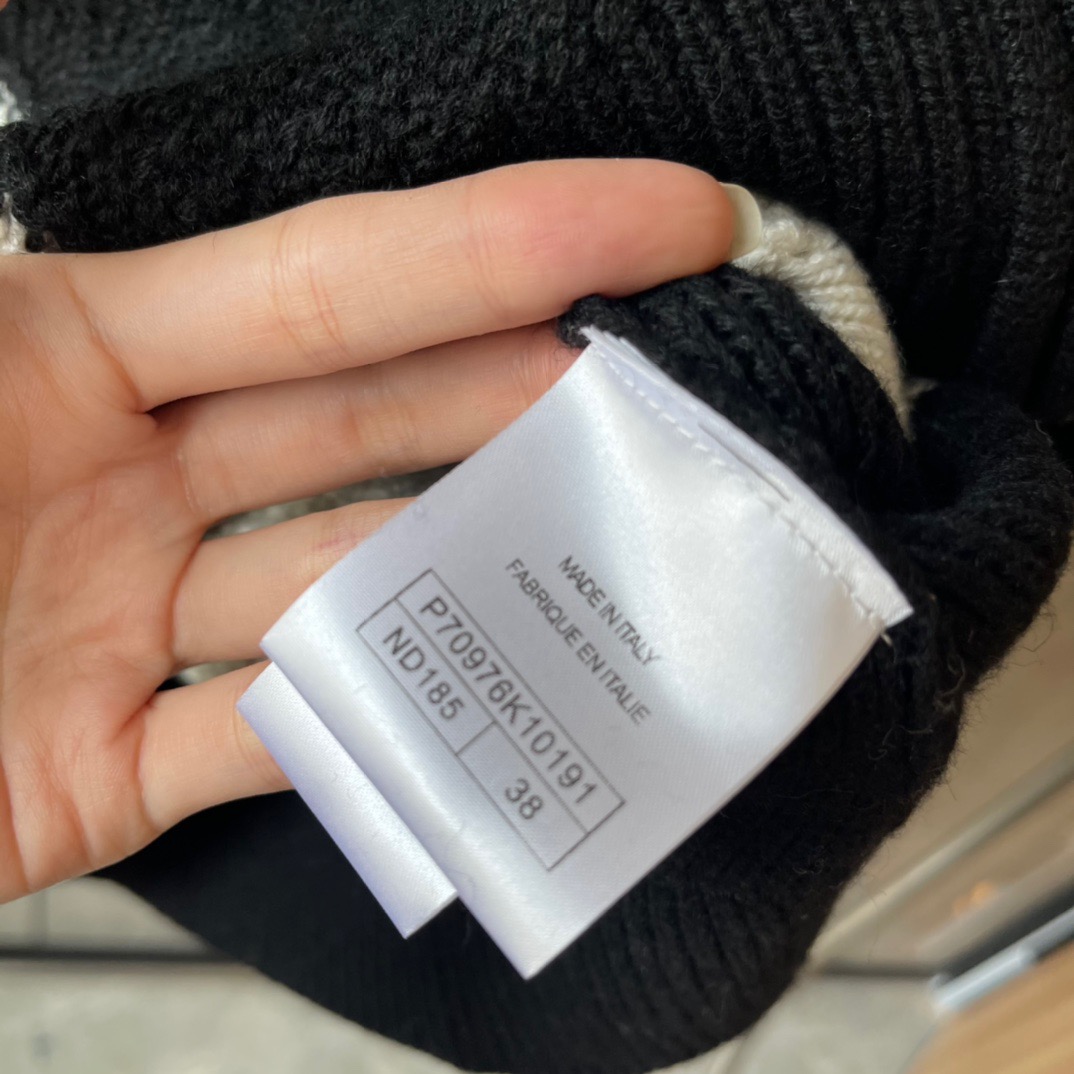 MADE IN ITALY
FABRIQUE EN ITALIE
P70976K10191
ND185 38